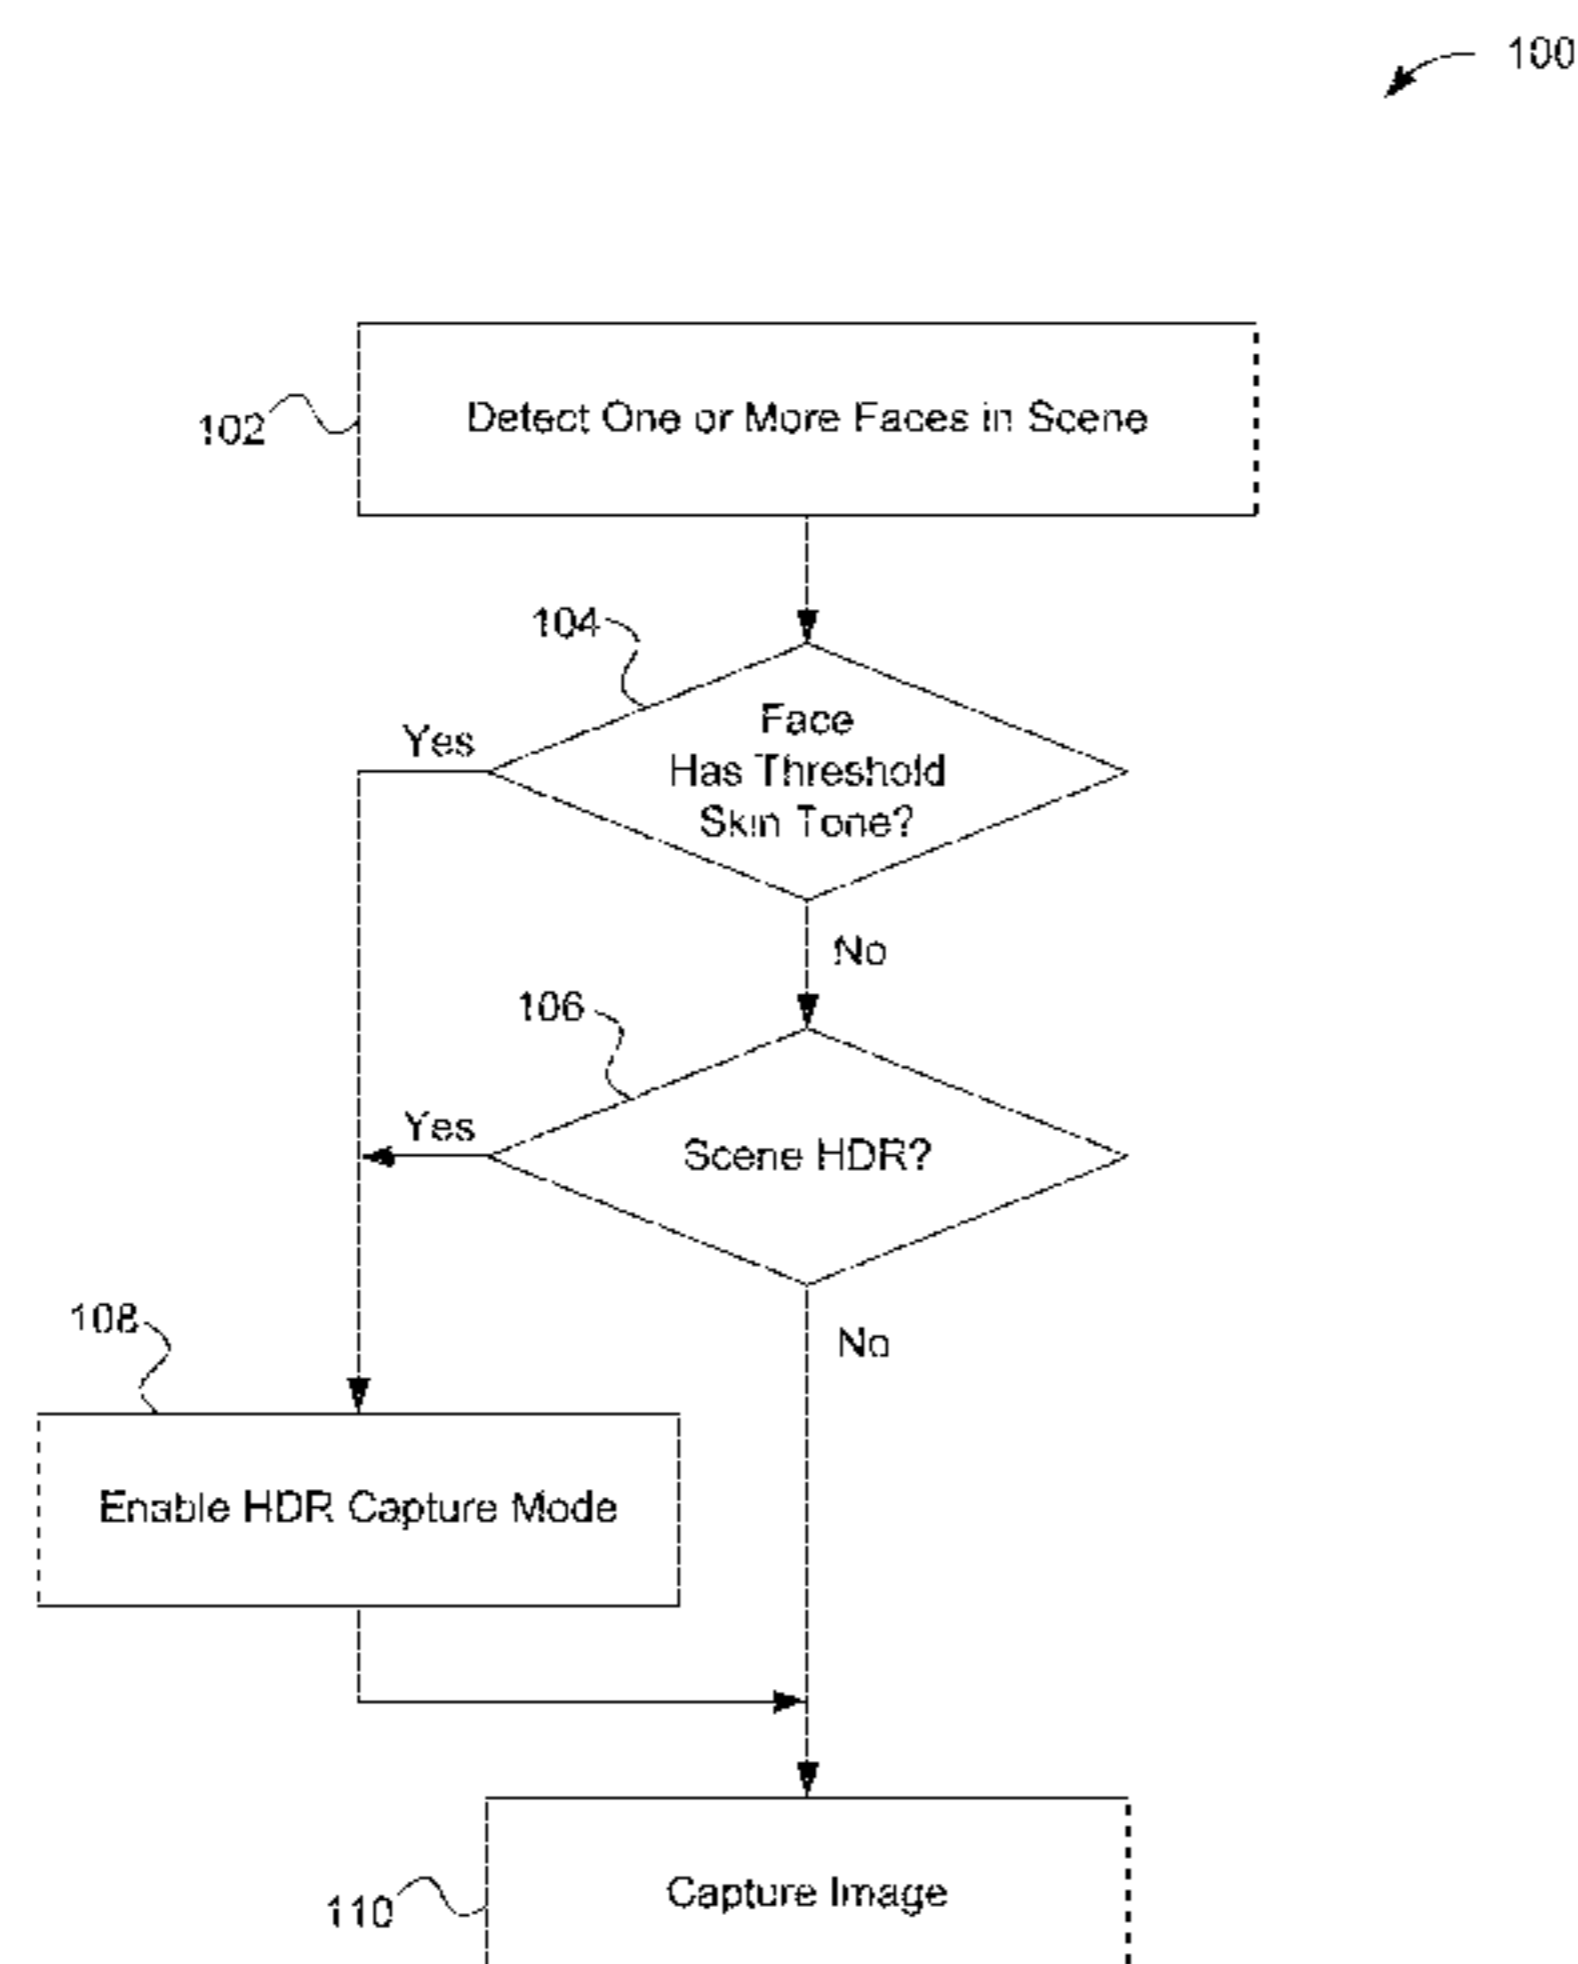 100
102
Detect One or More Faces in Scene
104
Face
Has Threshold
Skin Tone?
Yes
No
106
Scene HDR?
Yes
No
108
Enable HDR Capture Mode
110
Capture Image